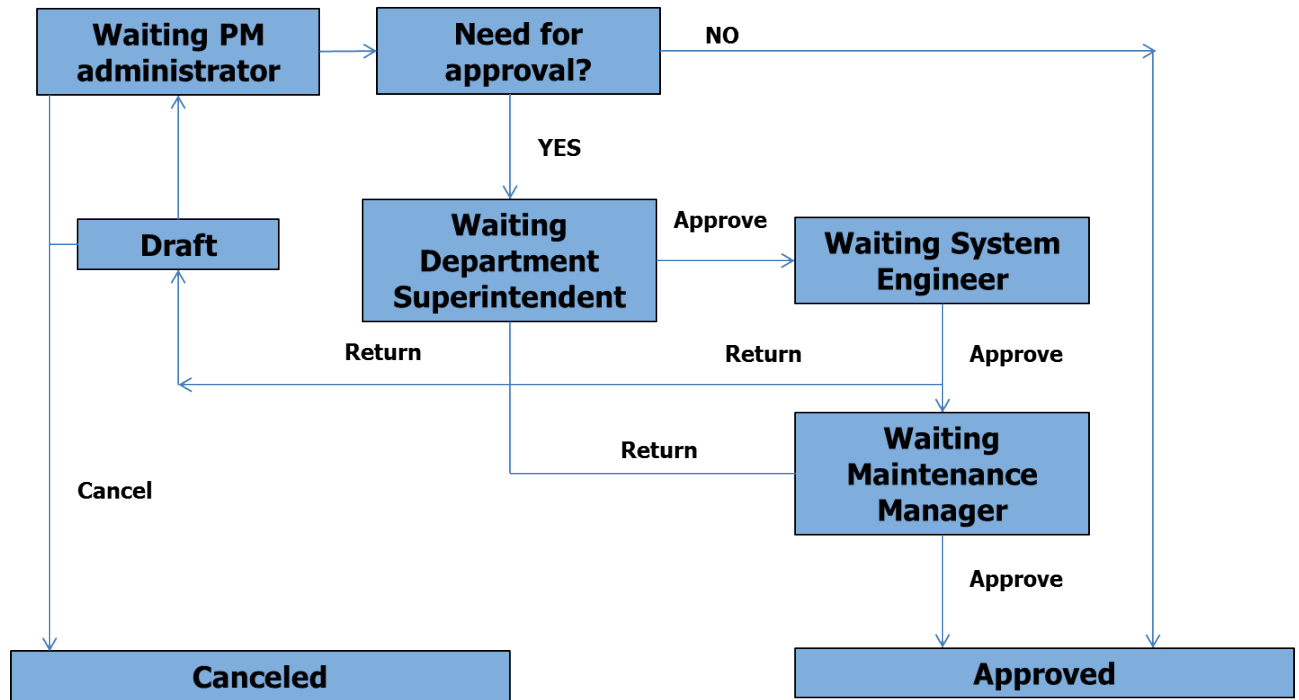 Waiting PM
administrator
Need for
approval?
NO
YES
Draft
Waiting
Department
Superintendent
Approve
Waiting System
Engineer
Return
Return
Approve
Return
Waiting
Maintenance
Manager
Cancel
Approve
Canceled
Approved